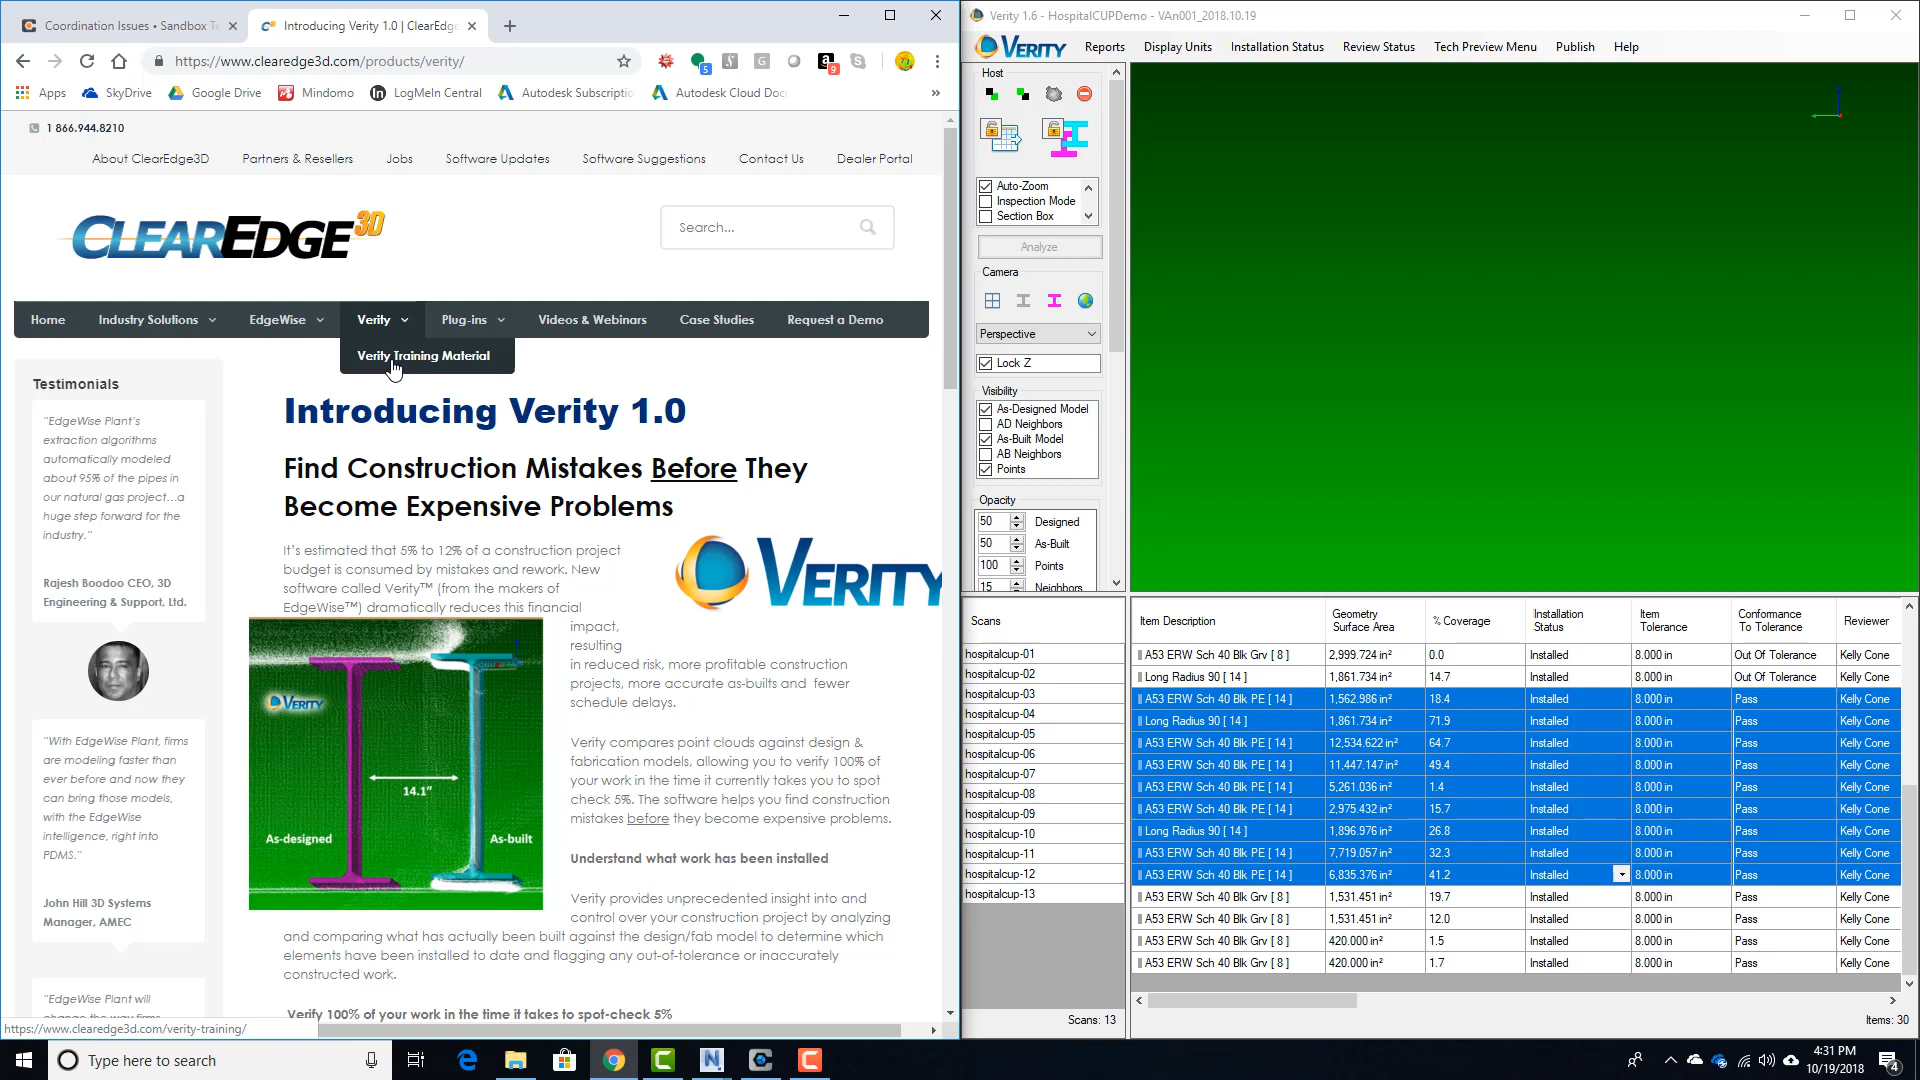 Coordination Issues • Sandbox Te
Introducing Verity 1.0 | ClearEdge
https://www.clearedge3d.com/products/verity/
5
9
Apps
SkyDrive
Google Drive
Mindomo
LogMeIn Central
Autodesk Subscriptic
Autodesk Cloud Doc
1 866.944.8210
About ClearEdge3D
Partners & Resellers
Jobs
Software Updates
Software Suggestions
Contact Us
Dealer Portal
CLEAREDGE 3D
Search...
Home
Industry Solutions
EdgeWise
Verity
Plug-ins
Videos & Webinars
Case Studies
Request a Demo
Verity Training Material
Testimonials
"EdgeWise Plant's
extraction algorithms
automatically modeled
about 95% of the pipes in
our natural gas project...a
huge step forward for the
industry."
Rajesh Boodoo CEO, 3D
Engineering & Support, Ltd.
"With EdgeWise Plant, firms
are modeling faster than
ever before and now they
can bring those models,
with the EdgeWise
intelligence, right into
PDMS."
John Hill 3D Systems
Manager, AMEC
"EdgeWise Plant will
change the way firms
Introducing Verity 1.0
Find Construction Mistakes Before They
Become Expensive Problems
It's estimated that 5% to 12% of a construction project
budget is consumed by mistakes and rework. New
software called Verity™ (from the makers of
EdgeWise™) dramatically reduces this financial
impact,
resulting
in reduced risk, more profitable construction
projects, more accurate as-builts and fewer
schedule delays.
VERITY
VERITY
14.1"
As-designed
As-built
Verity compares point clouds against design &
fabrication models, allowing you to verify 100% of
your work in the time it currently takes you to spot
check 5%. The software helps you find construction
mistakes before they become expensive problems.
Understand what work has been installed
Verity provides unprecedented insight into and
control over your construction project by analyzing
and comparing what has actually been built against the design/fab model to determine which
elements have been installed to date and flagging any out-of-tolerance or inaccurately
constructed work.
Verify 100% of your work in the time it takes to spot-check 5%
https://www.clearedge3d.com/verity-training/
Verity 1.6 - HospitalCUPDemo - VAn001_2018.10.19
VERITY
Reports
Display Units
Installation Status
Review Status
Tech Preview Menu
Publish
Help
Host
Auto-Zoom
Inspection Mode
Section Box
Analyze
Camera
Perspective
Lock Z
Visibility
As-Designed Model
AD Neighbors
As-Built Model
AB Neighbors
Points
Opacity
50 Designed
50 As-Built
100 Points
15 Neighbors
Scans
hospitalcup-01
hospitalcup-02
hospitalcup-03
hospitalcup-04
hospitalcup-05
hospitalcup-06
hospitalcup-07
hospitalcup-08
hospitalcup-09
hospitalcup-10
hospitalcup-11
hospitalcup-12
hospitalcup-13
Scans: 13
Item Description Geometry Surface Area % Coverage Installation Status Item Tolerance Conformance To Tolerance Reviewer
A53 ERW Sch 40 Blk Grv [ 8 ] 2,999.724 in² 0.0 Installed 8.000 in Out Of Tolerance Kelly Cone
Long Radius 90 [ 14 ] 1,861.734 in² 14.7 Installed 8.000 in Out Of Tolerance Kelly Cone
A53 ERW Sch 40 Blk PE [ 14 ] 1,562.986 in² 18.4 Installed 8.000 in Pass Kelly Cone
Long Radius 90 [ 14 ] 1,861.734 in² 71.9 Installed 8.000 in Pass Kelly Cone
A53 ERW Sch 40 Blk PE [ 14 ] 12,534.622 in² 64.7 Installed 8.000 in Pass Kelly Cone
A53 ERW Sch 40 Blk PE [ 14 ] 11,447.147 in² 49.4 Installed 8.000 in Pass Kelly Cone
A53 ERW Sch 40 Blk PE [ 14 ] 5,261.036 in² 1.4 Installed 8.000 in Pass Kelly Cone
A53 ERW Sch 40 Blk PE [ 14 ] 2,975.432 in² 15.7 Installed 8.000 in Pass Kelly Cone
Long Radius 90 [ 14 ] 1,896.976 in² 26.8 Installed 8.000 in Pass Kelly Cone
A53 ERW Sch 40 Blk PE [ 14 ] 7,719.057 in² 32.3 Installed 8.000 in Pass Kelly Cone
A53 ERW Sch 40 Blk PE [ 14 ] 6,835.376 in² 41.2 Installed 8.000 in Pass Kelly Cone
A53 ERW Sch 40 Blk Grv [ 8 ] 1,531.451 in² 19.7 Installed 8.000 in Pass Kelly Cone
A53 ERW Sch 40 Blk Grv [ 8 ] 1,531.451 in² 12.0 Installed 8.000 in Pass Kelly Cone
A53 ERW Sch 40 Blk Grv [ 8 ] 420.000 in² 1.5 Installed 8.000 in Pass Kelly Cone
A53 ERW Sch 40 Blk Grv [ 8 ] 420.000 in² 1.7 Installed 8.000 in Pass Kelly Cone
Items: 30
Type here to search
4:31 PM
10/19/2018
4